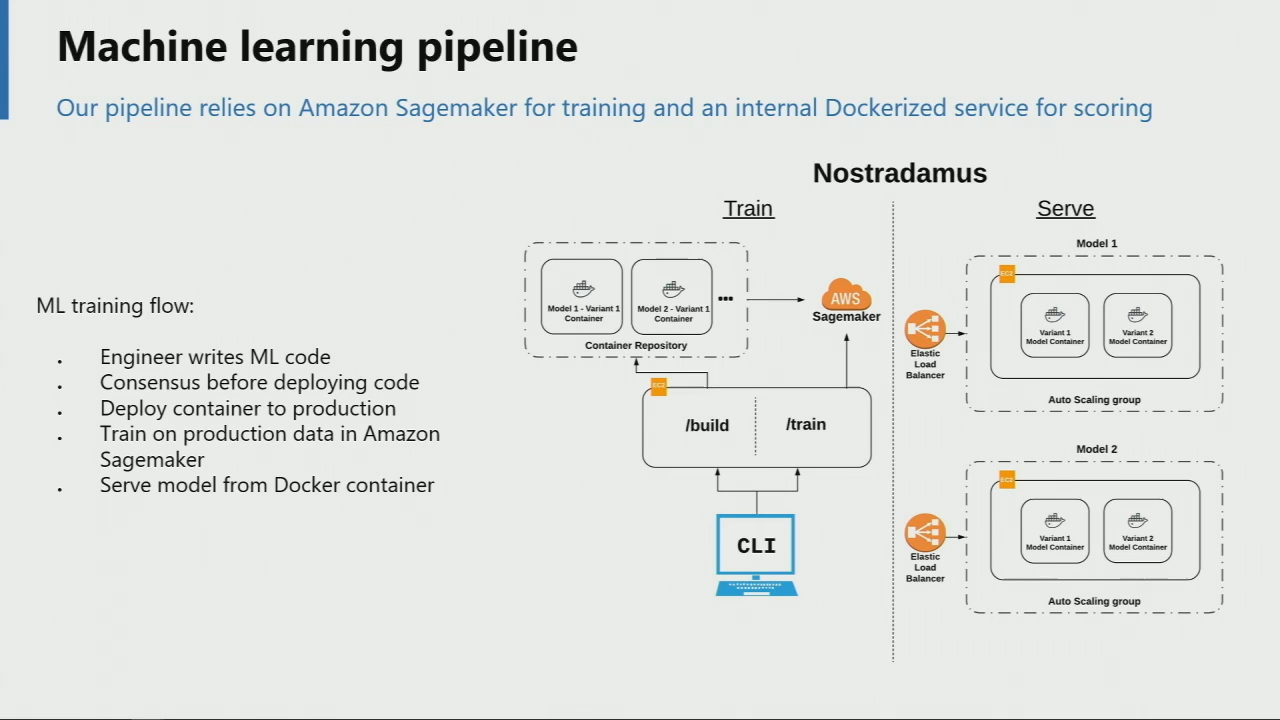 Machine learning pipeline
Our pipeline relies on Amazon Sagemaker for training and an internal Dockerized service for scoring
ML training flow:
Engineer writes ML code
Consensus before deploying code
Deploy container to production
Train on production data in Amazon
Sagemaker
Serve model from Docker container
Nostradamus
Train
Model 1 - Variant 1
Container
Model 2 - Variant 1
Container
...
Container Repository
AWS
Sagemaker
EC2
/build
/train
CLI
Serve
Model 1
EC2
Variant 1
Model Container
Variant 2
Model Container
Elastic
Load
Balancer
Auto Scaling group
Model 2
EC2
Variant 1
Model Container
Variant 2
Model Container
Elastic
Load
Balancer
Auto Scaling group